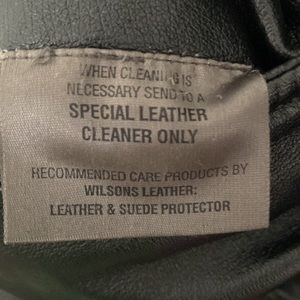 WHEN CLEANING IS
NECESSARY SEND TO A
SPECIAL LEATHER
CLEANER ONLY
RECOMMENDED CARE PRODUCTS BY
WILSONS LEATHER:
LEATHER & SUEDE PROTECTOR